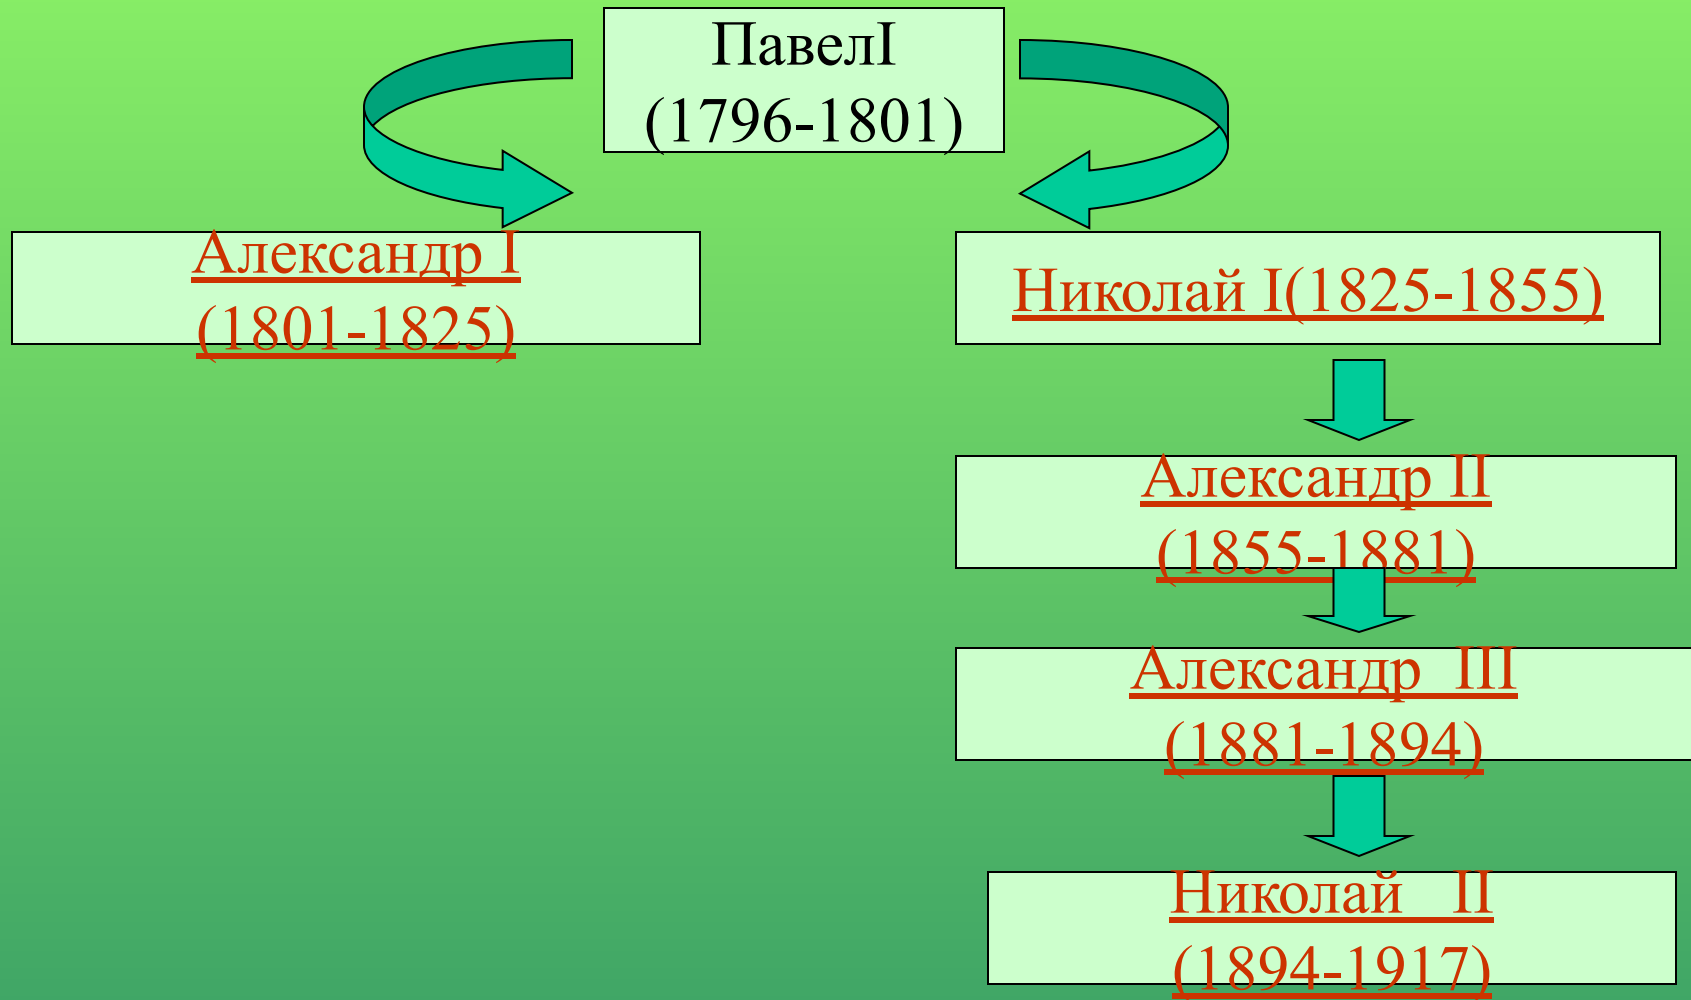 ПавелI
(1796-1801)
Александр I
(1801-1825)
Николай I(1825-1855)
Александр II
(1855-1881)
Александр III
(1881-1894)
Николай II
(1894-1917)